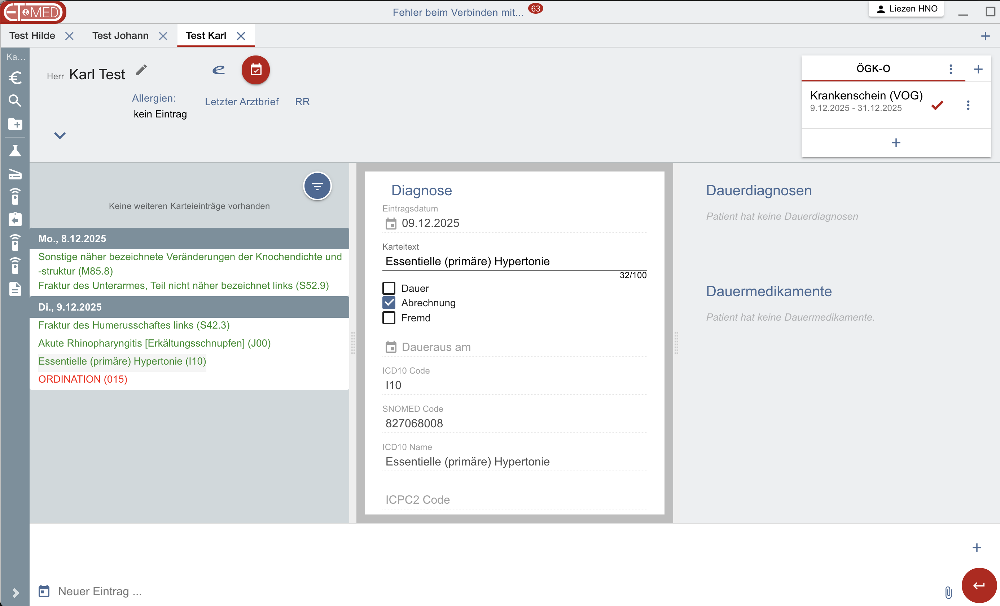 ET MED
Fehler beim Verbinden mit... 63
Liezen HNO
Test Hilde
Test Johann
Test Karl
Ka...
Herr Karl Test
Allergien:
kein Eintrag
Letzter Arztbrief
RR
ÖGK-O
Krankenschein (VOG)
9.12.2025 - 31.12.2025
Keine weiteren Karteieinträge vorhanden
Mo., 8.12.2025
Sonstige näher bezeichnete Veränderungen der Knochendichte und
-struktur (M85.8)
Fraktur des Unterarmes, Teil nicht näher bezeichnet links (S52.9)
Di., 9.12.2025
Fraktur des Humerusschaftes links (S42.3)
Akute Rhinopharyngitis [Erkältungsschnupfen] (J00)
Essentielle (primäre) Hypertonie (I10)
ORDINATION (015)
Diagnose
Eintragsdatum
09.12.2025
Karteitext
Essentielle (primäre) Hypertonie
32/100
Dauer
Abrechnung
Fremd
Daueraus am
ICD10 Code
I10
SNOMED Code
827068008
ICD10 Name
Essentielle (primäre) Hypertonie
ICPC2 Code
Dauerdiagnosen
Patient hat keine Dauerdiagnosen
Dauermedikamente
Patient hat keine Dauermedikamente.
Neuer Eintrag ...